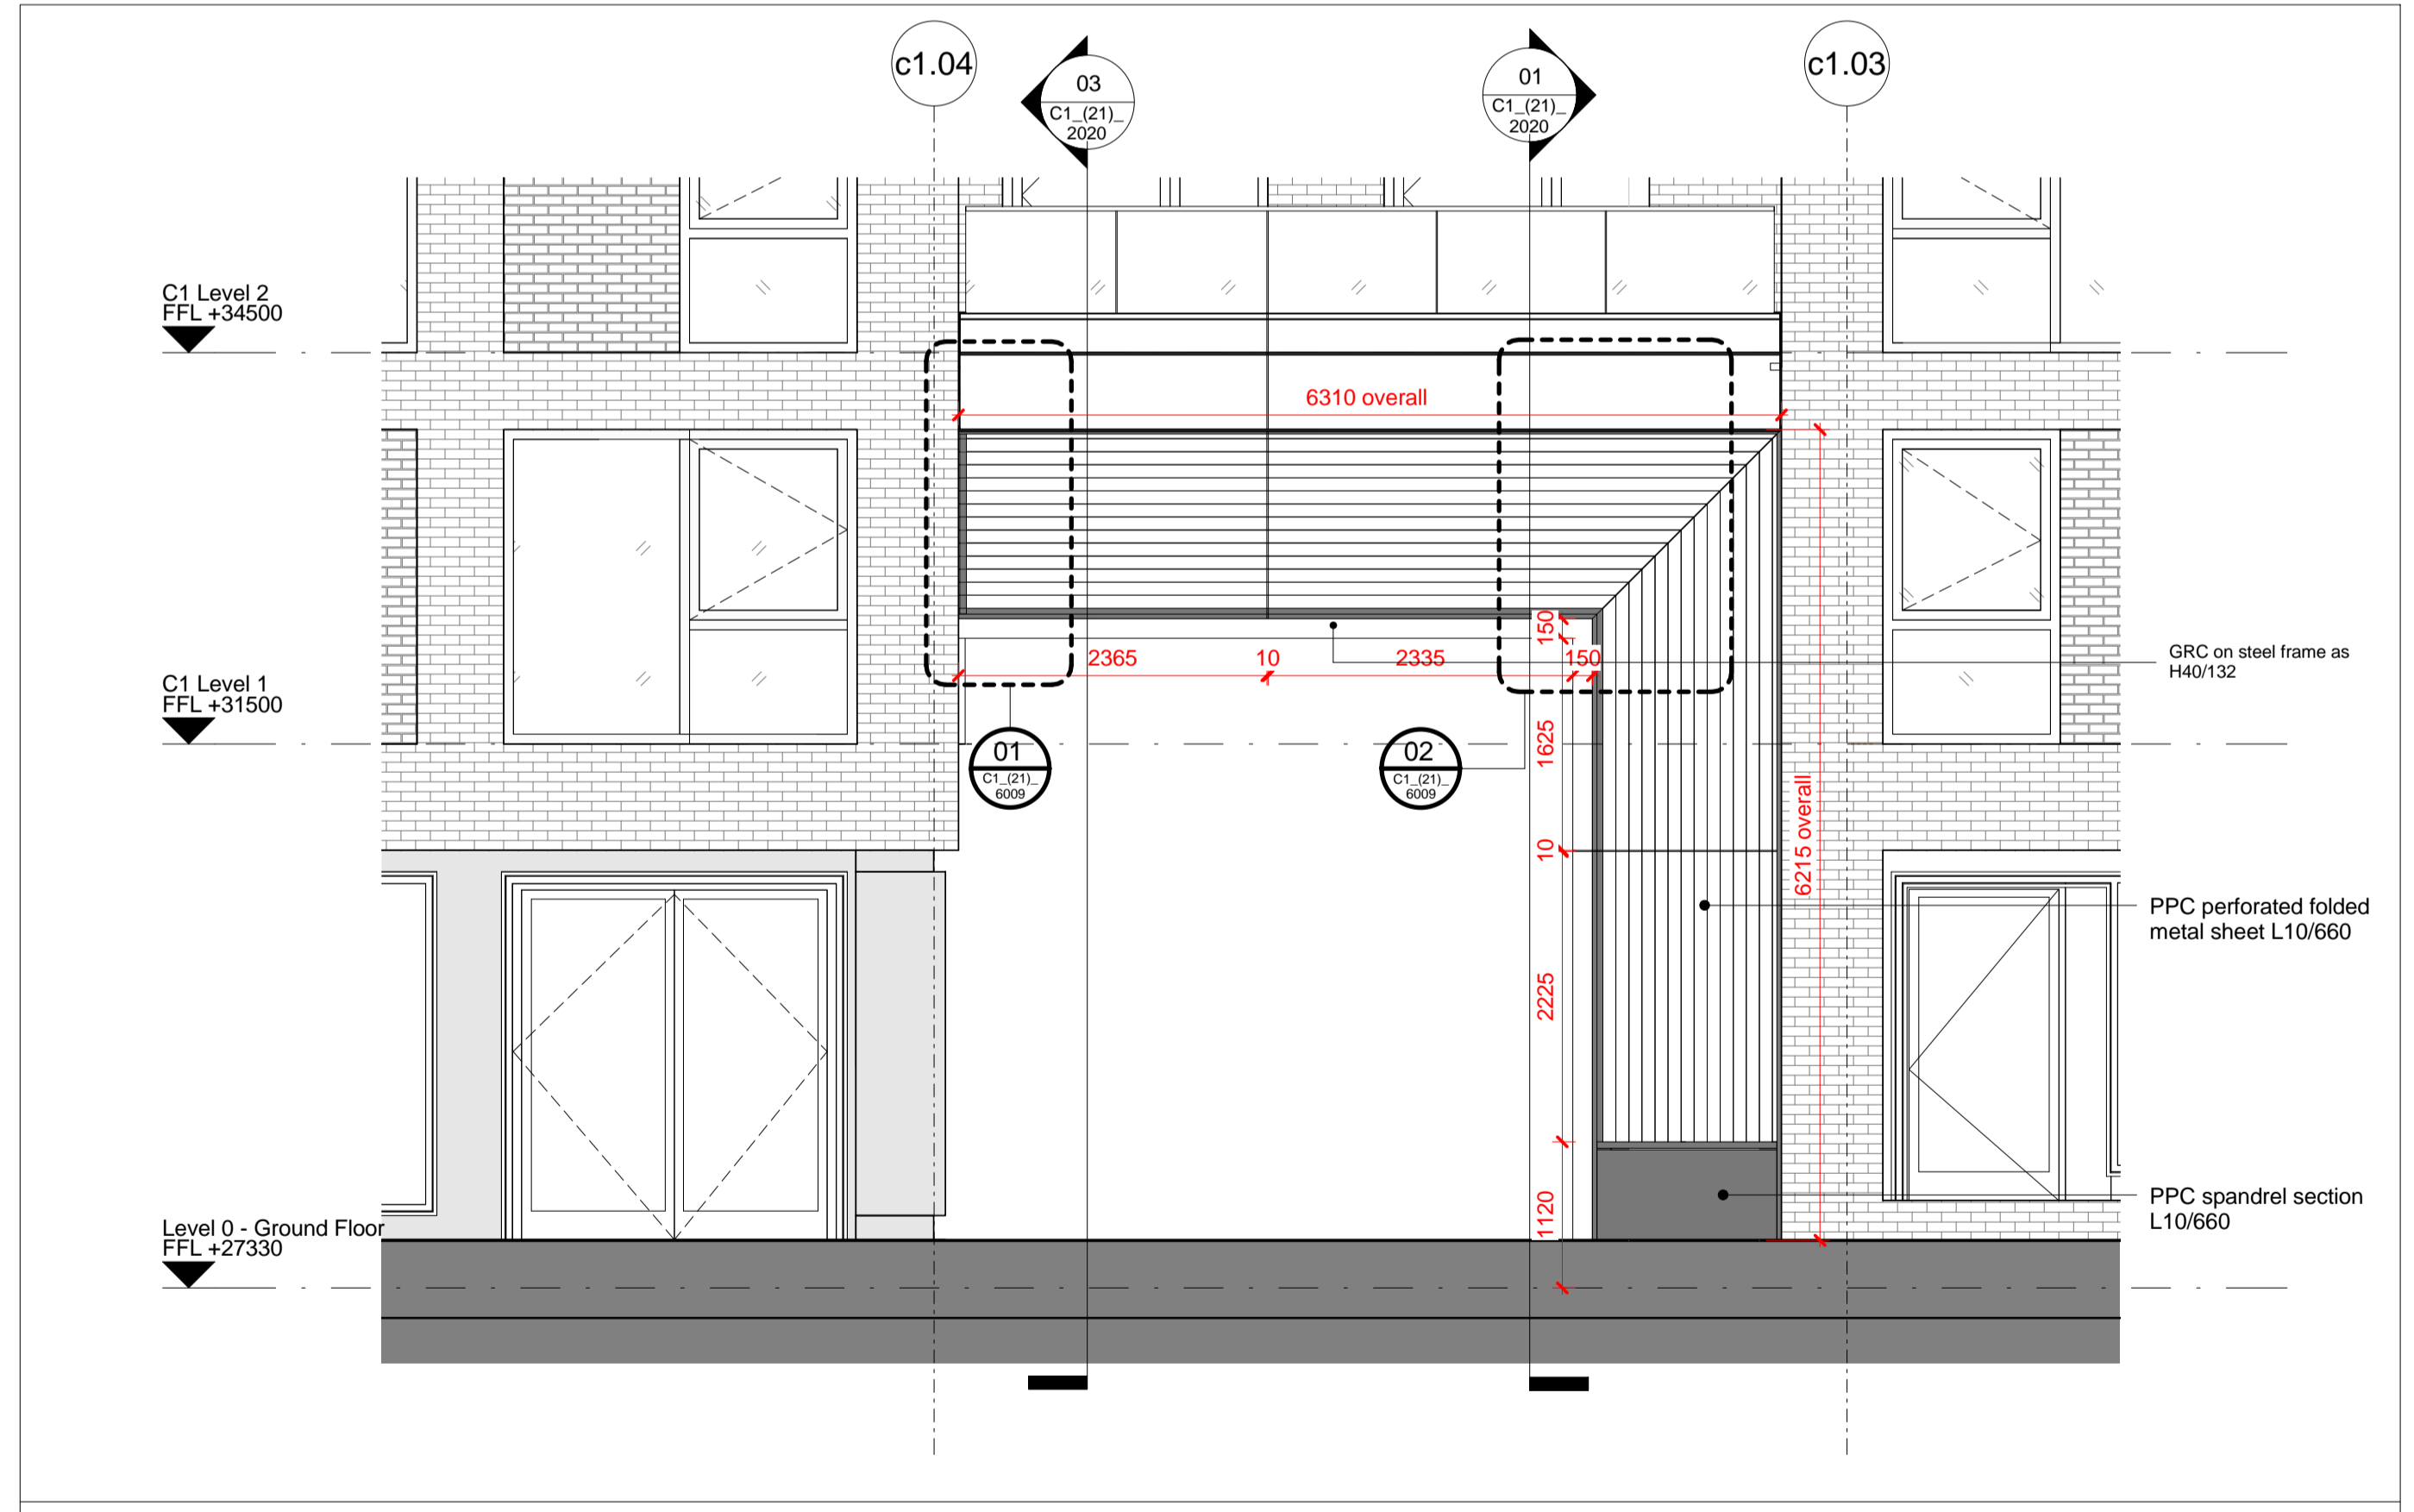 c1.04
03
C1_(21)_
2020
01
C1_(21)_
2020
c1.03
C1 Level 2
FFL +34500
6310 overall
150
2365
10
2335
150
GRC on steel frame as
H40/132
C1 Level 1
FFL +31500
01
C1_(21)_
6009
02
C1_(21)_
6009
1625
10
6215 overall
PPC perforated folded
metal sheet L10/660
2225
1120
PPC spandrel section
L10/660
Level 0 - Ground Floor
FFL +27330